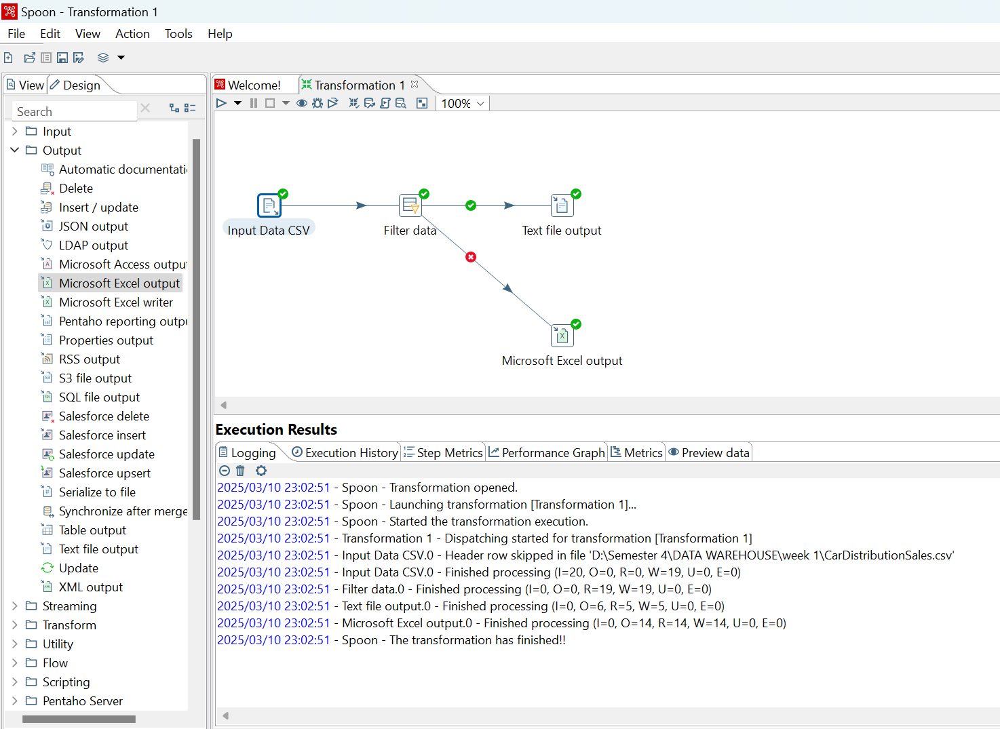 Spoon - Transformation 1
File Edit View Action Tools Help
View Design
Search
Input
Output
Automatic documentati
Delete
Insert / update
JSON output
LDAP output
Microsoft Access outpu
Microsoft Excel output
Microsoft Excel writer
Pentaho reporting outpu
Properties output
RSS output
S3 file output
SQL file output
Salesforce delete
Salesforce insert
Salesforce update
Salesforce upsert
Serialize to file
Synchronize after merge
Table output
Text file output
Update
XML output
Streaming
Transform
Utility
Flow
Scripting
Pentaho Server
Welcome! Transformation 1
100%
Input Data CSV Filter data Text file output
Microsoft Excel output
Execution Results
Logging Execution History Step Metrics Performance Graph Metrics Preview data
2025/03/10 23:02:51 - Spoon - Transformation opened.
2025/03/10 23:02:51 - Spoon - Launching transformation [Transformation 1]...
2025/03/10 23:02:51 - Spoon - Started the transformation execution.
2025/03/10 23:02:51 - Transformation 1 - Dispatching started for transformation [Transformation 1]
2025/03/10 23:02:51 - Input Data CSV.0 - Header row skipped in file 'D:\Semester 4\DATA WAREHOUSE\week 1\CarDistributionSales.csv'
2025/03/10 23:02:51 - Input Data CSV.0 - Finished processing (I=20, O=0, R=0, W=19, U=0, E=0)
2025/03/10 23:02:51 - Filter data.0 - Finished processing (I=0, O=0, R=19, W=19, U=0, E=0)
2025/03/10 23:02:51 - Text file output.0 - Finished processing (I=0, O=6, R=5, W=5, U=0, E=0)
2025/03/10 23:02:51 - Microsoft Excel output.0 - Finished processing (I=0, O=14, R=14, W=14, U=0, E=0)
2025/03/10 23:02:51 - Spoon - The transformation has finished!!